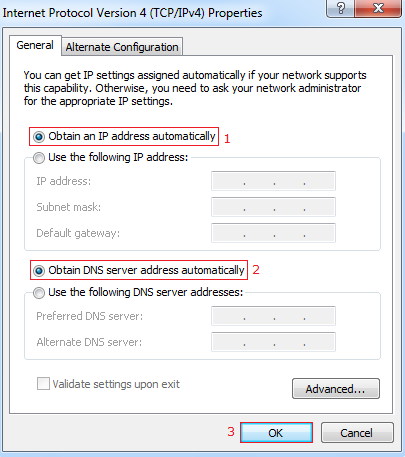 Internet Protocol Version 4 (TCP/IPv4) Properties
General
Alternate Configuration
You can get IP settings assigned automatically if your network supports
this capability. Otherwise, you need to ask your network administrator
for the appropriate IP settings.
Obtain an IP address automatically 1
Use the following IP address:
IP address:
Subnet mask:
Default gateway:
Obtain DNS server address automatically 2
Use the following DNS server addresses:
Preferred DNS server:
Alternate DNS server:
Validate settings upon exit
Advanced...
3 OK
Cancel